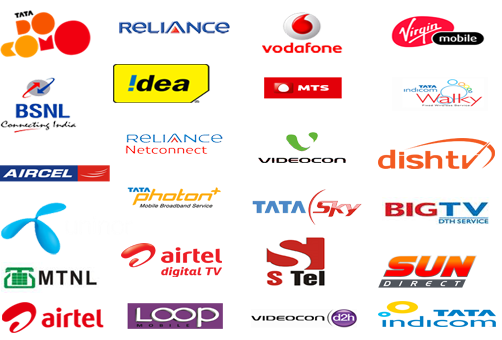 TATA
DOCOMO
RELIANCE
vodafone
Virgin
mobile
BSNL
Connecting India
!dea
MTS
TATA
indicom
Walky
RELIANCE
Netconnect
VIDEOCON
dishtv
AIRCEL
TATA
photon+
Mobile Broadband Service
TATA Sky
BIGTV
DTH SERVICE
MTNL
airtel
digital TV
S
S Tel
SUN
DIRECT
airtel
LOOP
MOBILE
VIDEOCON d2h
TATA
indicom